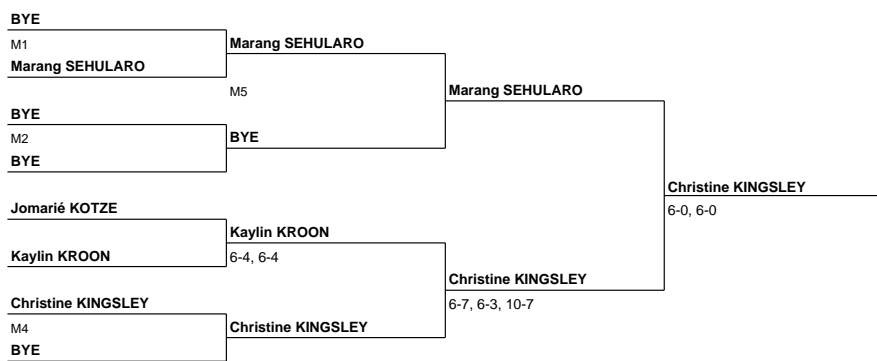 BYE
M1
Marang SEHULARO
Marang SEHULARO
M5
Marang SEHULARO
BYE
M2
BYE
BYE
Christine KINGSLEY
6-0, 6-0
Jomarié KOTZE
Kaylin KROON
Kaylin KROON
6-4, 6-4
Christine KINGSLEY
6-7, 6-3, 10-7
Christine KINGSLEY
M4
Christine KINGSLEY
BYE